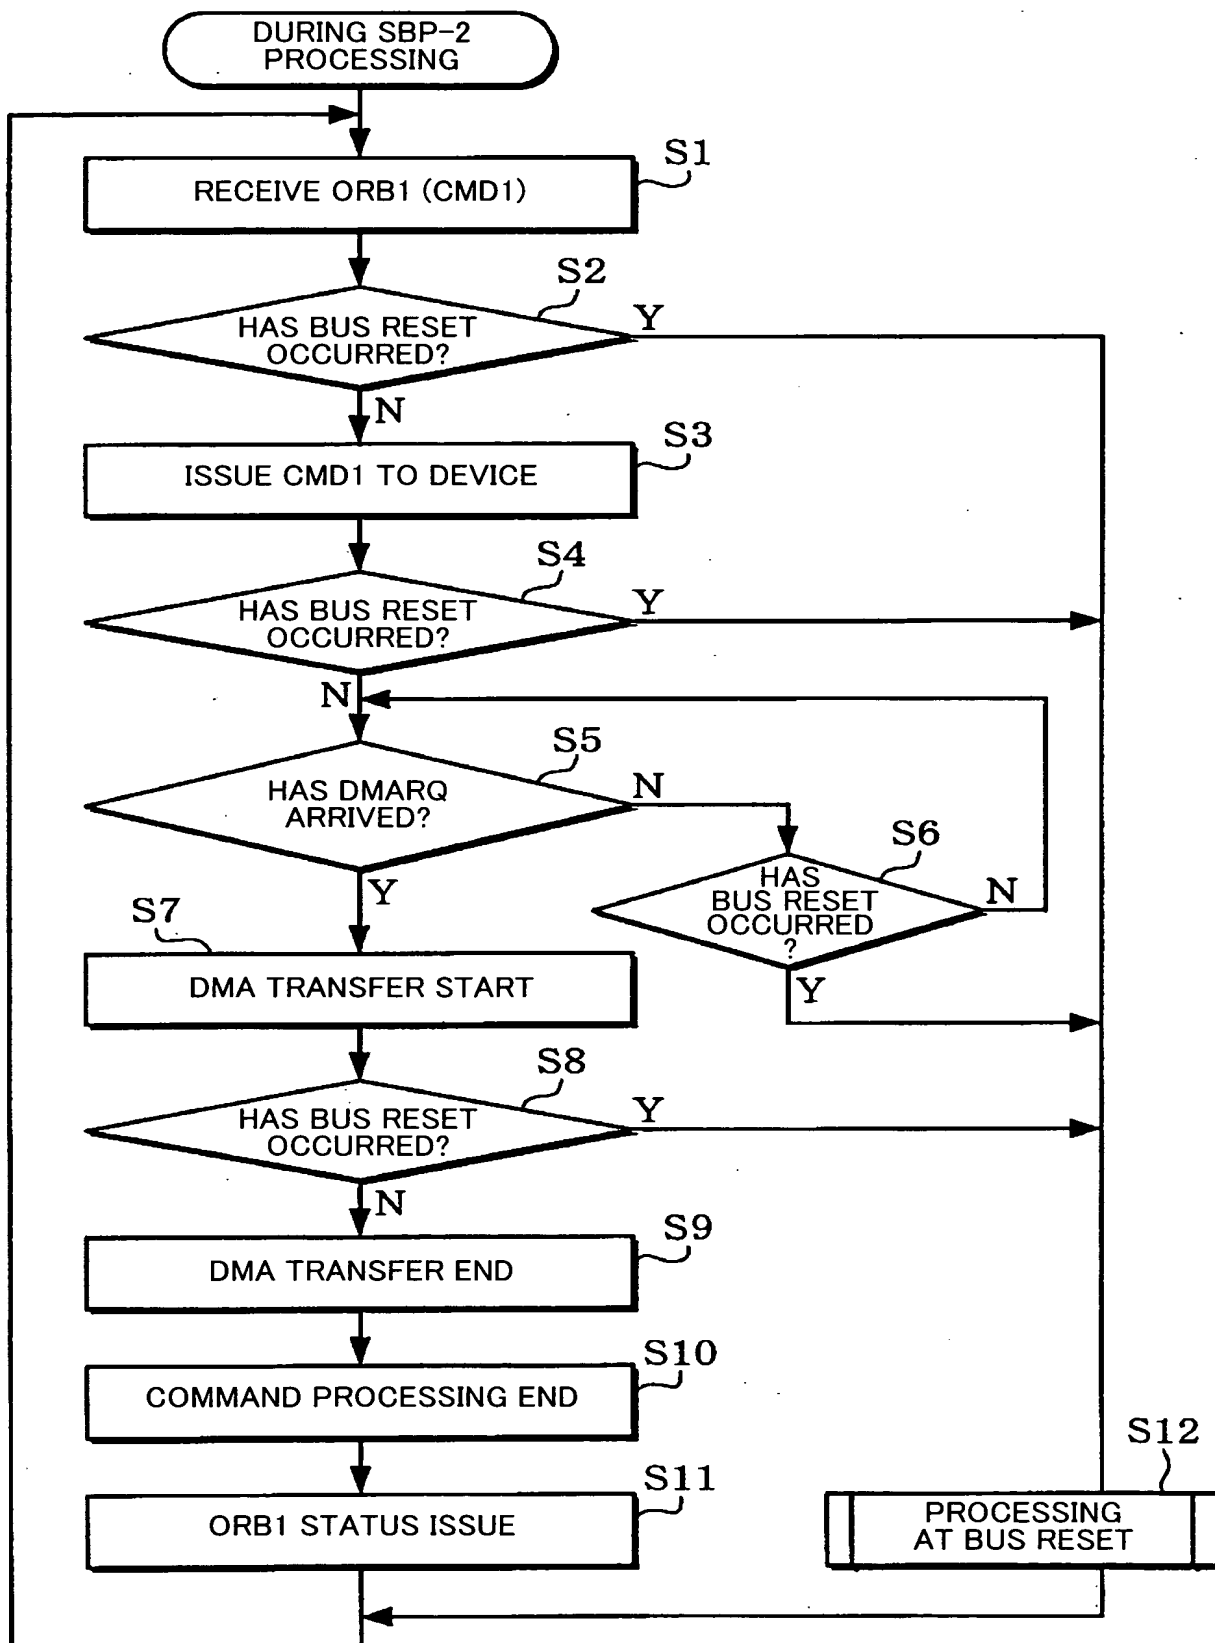 DURING SBP-2
PROCESSING
S1
RECEIVE ORB1 (CMD1)
S2
HAS BUS RESET
OCCURRED?
Y
N
S3
ISSUE CMD1 TO DEVICE
S4
HAS BUS RESET
OCCURRED?
Y
N
S5
HAS DMARQ
ARRIVED?
N
Y
S6
HAS
BUS RESET
OCCURRED
?
N
Y
S7
DMA TRANSFER START
S8
HAS BUS RESET
OCCURRED?
Y
N
S9
DMA TRANSFER END
S10
COMMAND PROCESSING END
S11
ORB1 STATUS ISSUE
S12
PROCESSING
AT BUS RESET